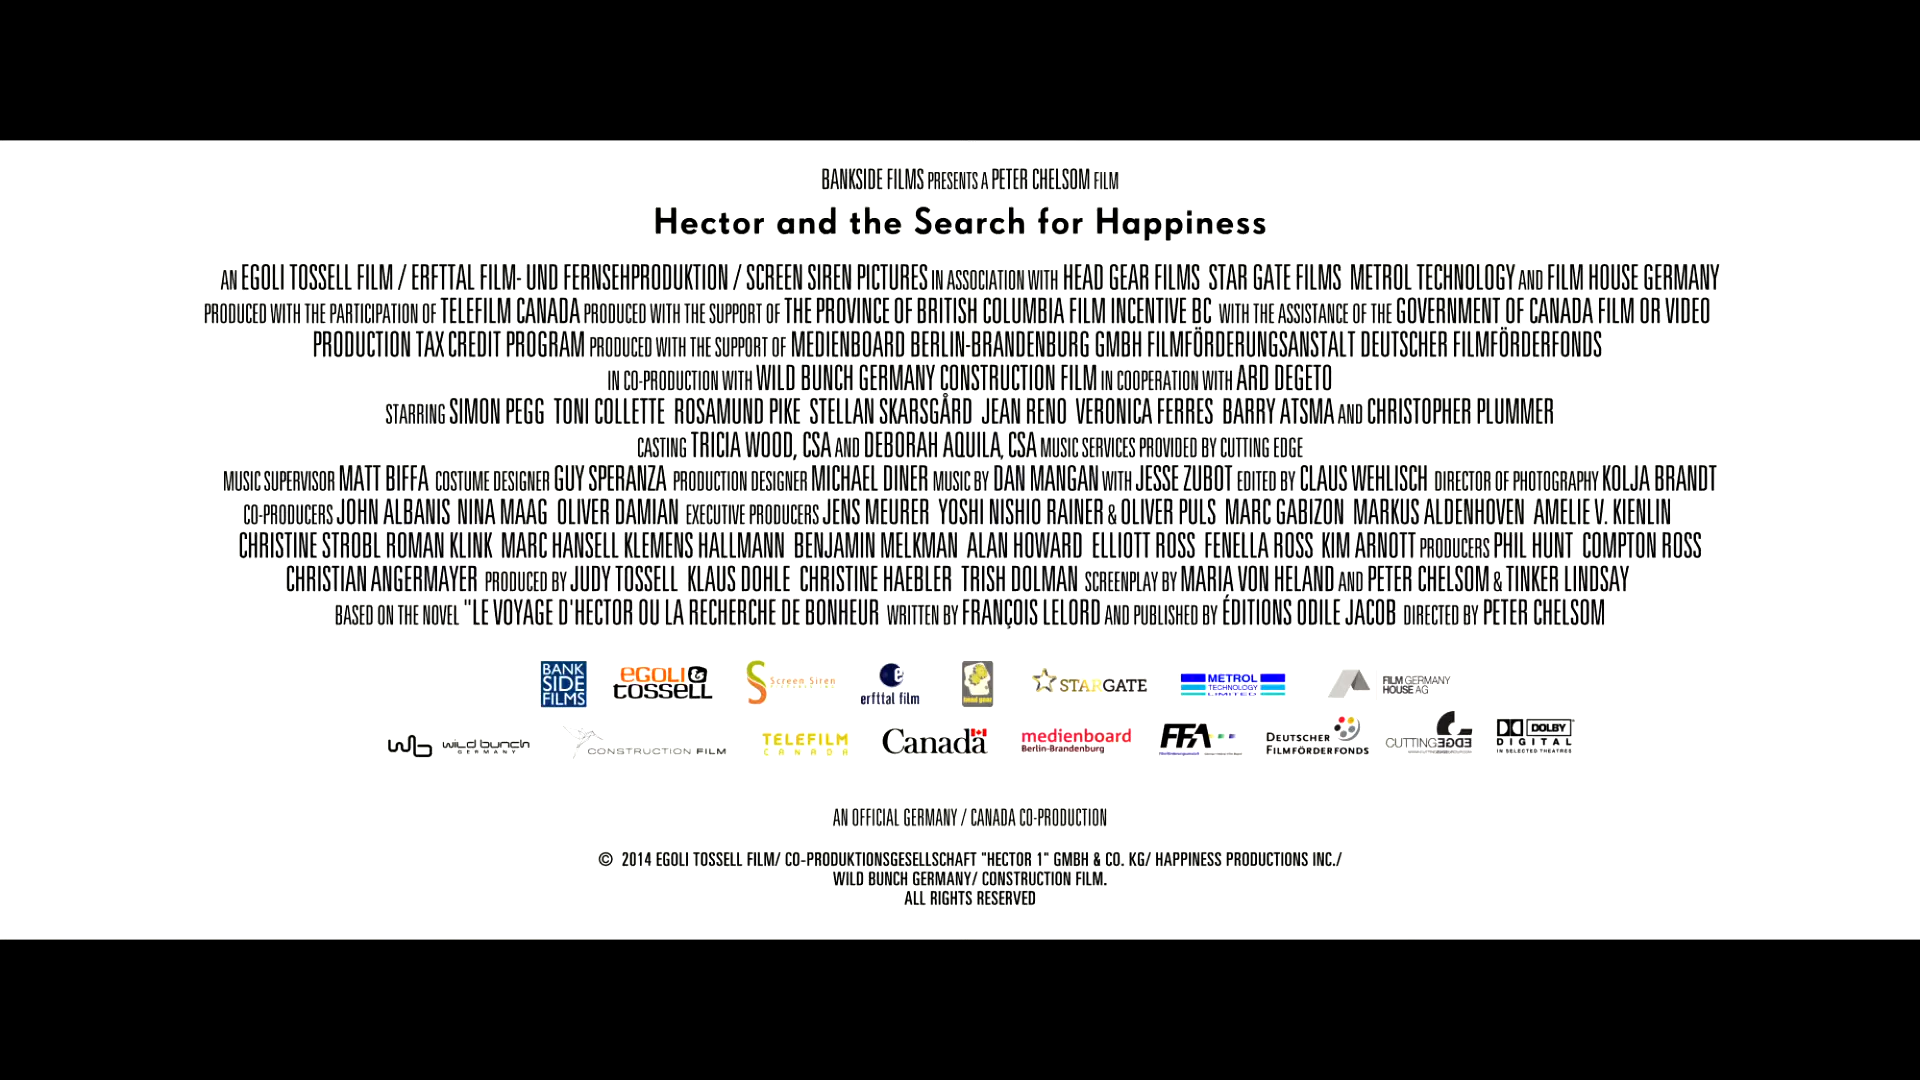 BANKSIDE FILMS PRESENTS A PETER CHELSOM FILM
Hector and the Search for Happiness
AN EGOLI TOSSELL FILM / ERFTTAL FILM- UND FERNSEHPRODUKTION / SCREEN SIREN PICTURES IN ASSOCIATION WITH HEAD GEAR FILMS STAR GATE FILMS METROL TECHNOLOGY AND FILM HOUSE GERMANY
PRODUCED WITH THE PARTICIPATION OF TELEFILM CANADA PRODUCED WITH THE SUPPORT OF THE PROVINCE OF BRITISH COLUMBIA FILM INCENTIVE BC WITH THE ASSISTANCE OF THE GOVERNMENT OF CANADA FILM OR VIDEO
PRODUCTION TAX CREDIT PROGRAM PRODUCED WITH THE SUPPORT OF MEDIENBOARD BERLIN-BRANDENBURG GMBH FILMFÖRDERUNGSANSTALT DEUTSCHER FILMFÖRDERFONDS
IN CO-PRODUCTION WITH WILD BUNCH GERMANY CONSTRUCTION FILM IN COOPERATION WITH ARD DEGETO
STARRING SIMON PEGG TONI COLLETTE ROSAMUND PIKE STELLAN SKARSGÅRD JEAN RENO VERONICA FERRES BARRY ATSMA AND CHRISTOPHER PLUMMER
CASTING TRICIA WOOD, CSA AND DEBORAH AQUILA, CSA MUSIC SERVICES PROVIDED BY CUTTING EDGE
MUSIC SUPERVISOR MATT BIFFA COSTUME DESIGNER GUY SPERANZA PRODUCTION DESIGNER MICHAEL DINER MUSIC BY DAN MANGAN WITH JESSE ZUBOT EDITED BY CLAUS WEHLISCH DIRECTOR OF PHOTOGRAPHY KOLJA BRANDT
CO-PRODUCERS JOHN ALBANIS NINA MAAG OLIVER DAMIAN EXECUTIVE PRODUCERS JENS MEURER YOSHI NISHIO RAINER & OLIVER PULS MARC GABIZON MARKUS ALDENHOVEN AMELIE V. KIENLIN
CHRISTINE STROBL ROMAN KLINK MARC HANSELL KLEMENS HALLMANN BENJAMIN MELKMAN ALAN HOWARD ELLIOTT ROSS FENELLA ROSS KIM ARNOTT PRODUCERS PHIL HUNT COMPTON ROSS
CHRISTIAN ANGERMAYER PRODUCED BY JUDY TOSSELL KLAUS DOHLE CHRISTINE HAEBLER TRISH DOLMAN SCREENPLAY BY MARIA VON HELAND AND PETER CHELSOM & TINKER LINDSAY
BASED ON THE NOVEL "LE VOYAGE D'HECTOR OU LA RECHERCHE DE BONHEUR WRITTEN BY FRANÇOIS LELORD AND PUBLISHED BY ÉDITIONS ODILE JACOB DIRECTED BY PETER CHELSOM
BANK SIDE FILMS EGOLI TOSSELL Screen Siren erfttal film head gear STARGATE METROL TECHNOLOGY LIMITED FILM GERMANY HOUSE AG
wild bunch GERMANY CONSTRUCTION FILM TELEFILM CANADA Canada medienboard Berlin-Brandenburg FFA DEUTSCHER FILMFÖRDERFONDS CUTTING EDGE DOLBY DIGITAL IN SELECTED THEATRES
AN OFFICIAL GERMANY / CANADA CO-PRODUCTION
© 2014 EGOLI TOSSELL FILM/ CO-PRODUKTIONSGESELLSCHAFT "HECTOR 1" GMBH & CO. KG/ HAPPINESS PRODUCTIONS INC./
WILD BUNCH GERMANY/ CONSTRUCTION FILM.
ALL RIGHTS RESERVED